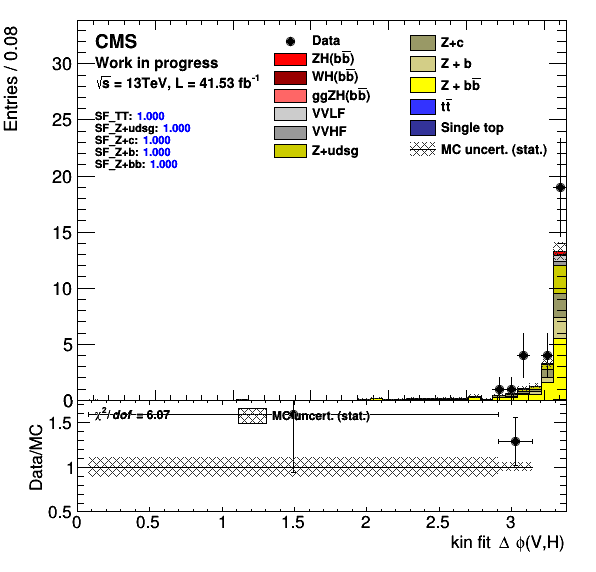 Entries / 0.08
CMS
Work in progress
√s = 13TeV, L = 41.53 fb⁻¹
SF_TT: 1.000
SF_Z+udsg: 1.000
SF_Z+c: 1.000
SF_Z+b: 1.000
SF_Z+bb: 1.000
Data
ZH(bb̅)
WH(bb̅)
ggZH(bb̅)
VVLF
VVHF
Z+udsg
Z+c
Z + b
Z + bb̅
tt̅
Single top
MC uncert. (stat.)
30
25
20
15
10
5
0
χ²/dof = 6.07
MC uncert. (stat.)
Data/MC
1.5
1
0.5
0 0.5 1 1.5 2 2.5 3
kin fit Δ φ(V,H)